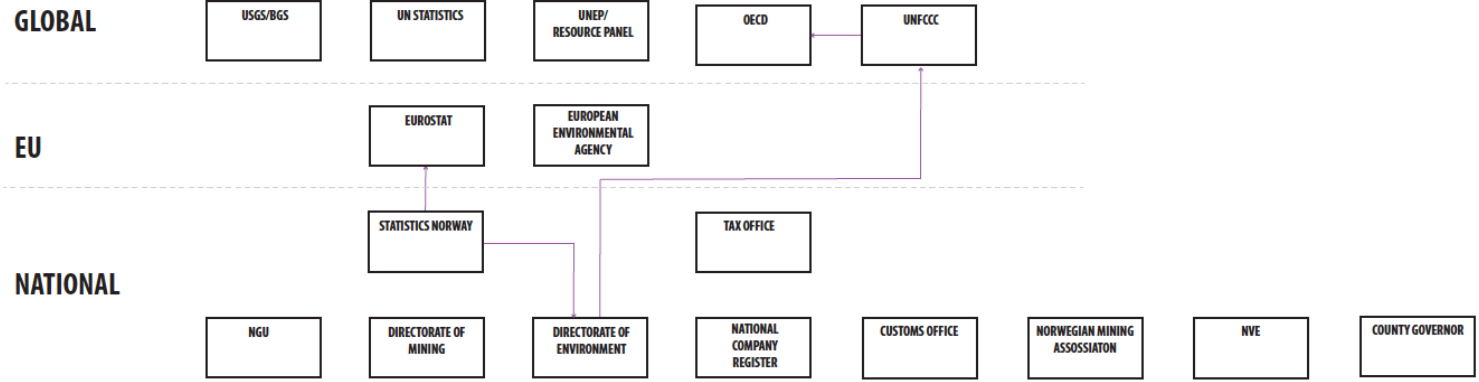 GLOBAL
USGS/BGS
UN STATISTICS
UNEP/
RESOURCE PANEL
OECD
UNFCCC
EU
EUROSTAT
EUROPEAN
ENVIRONMENTAL
AGENCY
NATIONAL
STATISTICS NORWAY
TAX OFFICE
NGU
DIRECTORATE OF
MINING
DIRECTORATE OF
ENVIRONMENT
NATIONAL
COMPANY
REGISTER
CUSTOMS OFFICE
NORWEGIAN MINING
ASSOSSIATON
NVE
COUNTY GOVERNOR